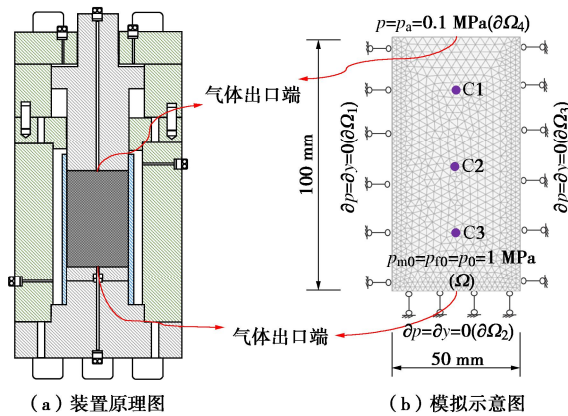 p=pa=0.1 MPa(∂Ω4)
气体出口端
C1
∂p=∂y=0(∂Ω1)
100 mm
∂p=∂y=0(∂Ω3)
C2
C3
pm0=pf0=p0=1 MPa
(Ω)
气体出口端
∂p=∂y=0(∂Ω2)
50 mm
(a)装置原理图
(b)模拟示意图